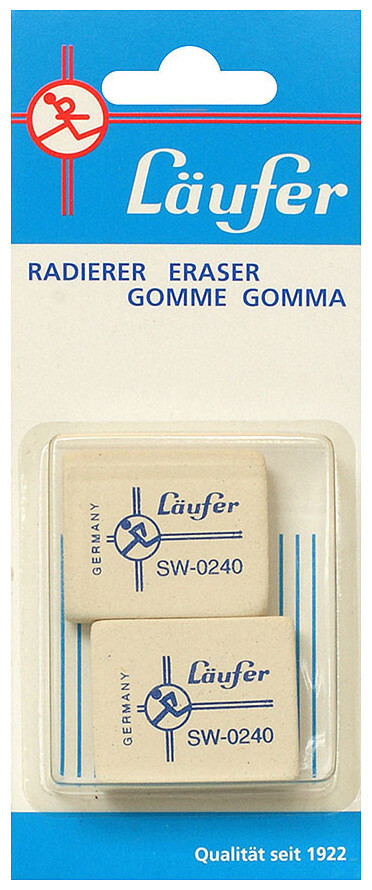 Läufer
RADIERER ERASER
GOMME GOMMA
GERMANY
Läufer
SW-0240
GERMANY
Läufer
SW-0240
Qualität seit 1922